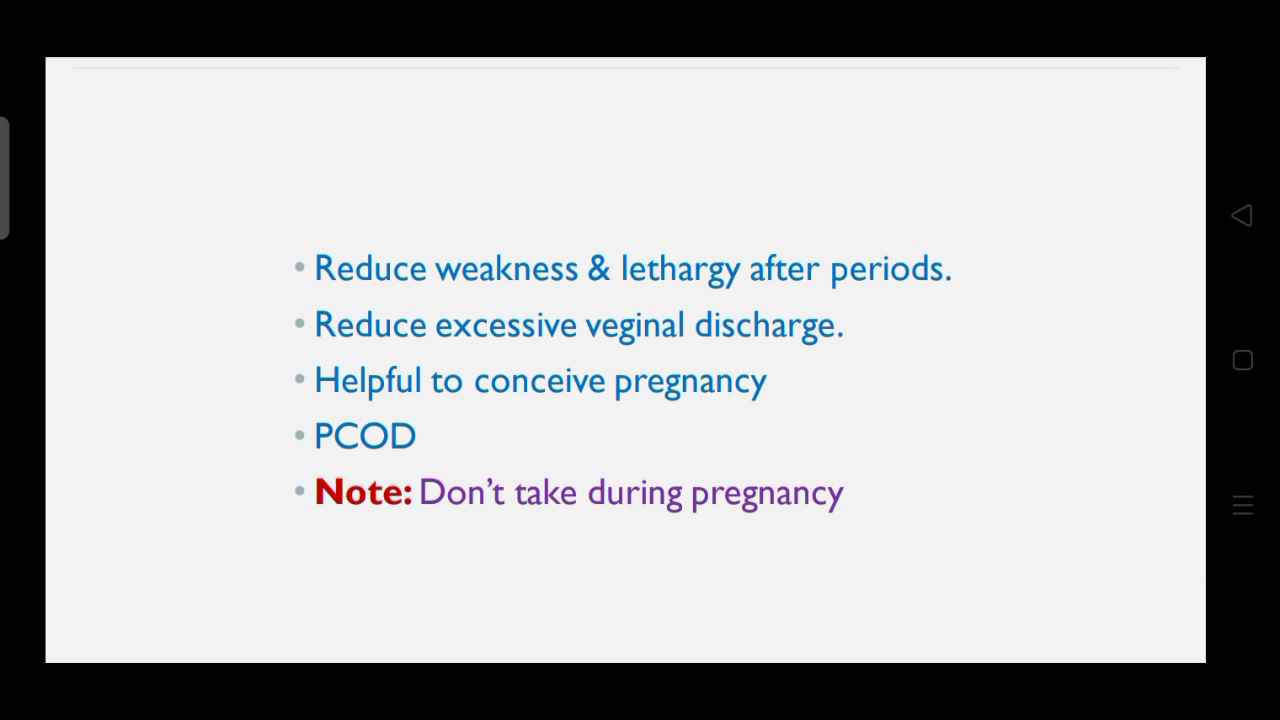 • Reduce weakness & lethargy after periods.
• Reduce excessive veginal discharge.
• Helpful to conceive pregnancy
• PCOD
• Note: Don't take during pregnancy